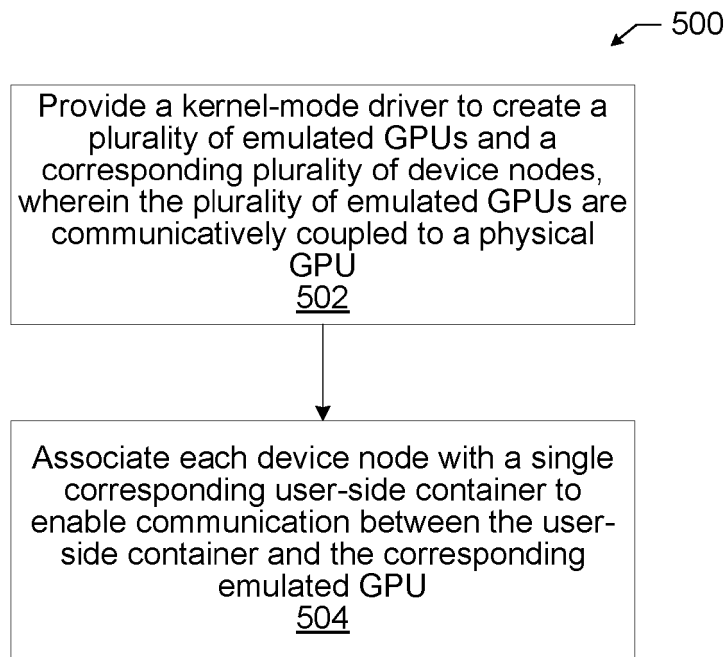 500
Provide a kernel-mode driver to create a
plurality of emulated GPUs and a
corresponding plurality of device nodes,
wherein the plurality of emulated GPUs are
communicatively coupled to a physical
GPU
502
Associate each device node with a single
corresponding user-side container to
enable communication between the user-
side container and the corresponding
emulated GPU
504